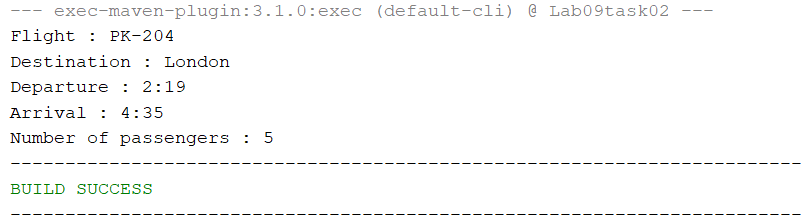 --- exec-maven-plugin:3.1.0:exec (default-cli) @ Lab09task02 ---
Flight : PK-204
Destination : London
Departure : 2:19
Arrival : 4:35
Number of passengers : 5
------------------------------------------------------------------------
BUILD SUCCESS
------------------------------------------------------------------------